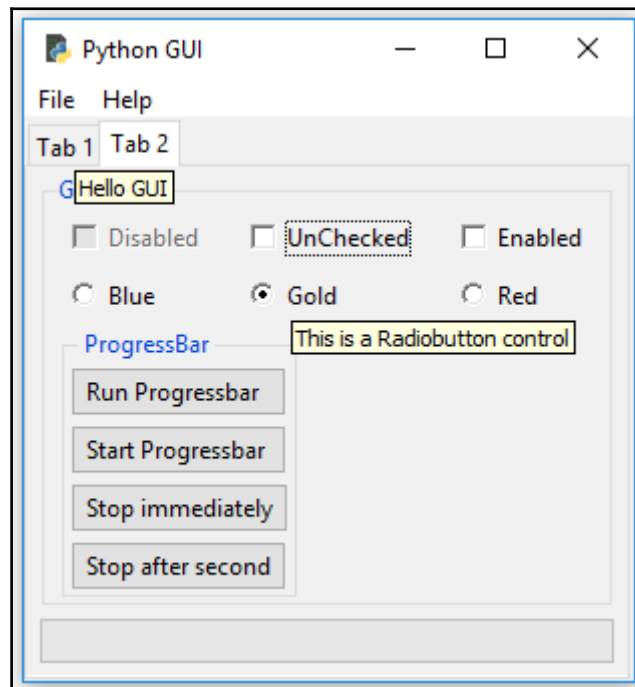 Python GUI
File Help
Tab 1 Tab 2
G
Hello GUI
Disabled UnChecked Enabled
Blue Gold Red
This is a Radiobutton control
ProgressBar
Run Progressbar
Start Progressbar
Stop immediately
Stop after second